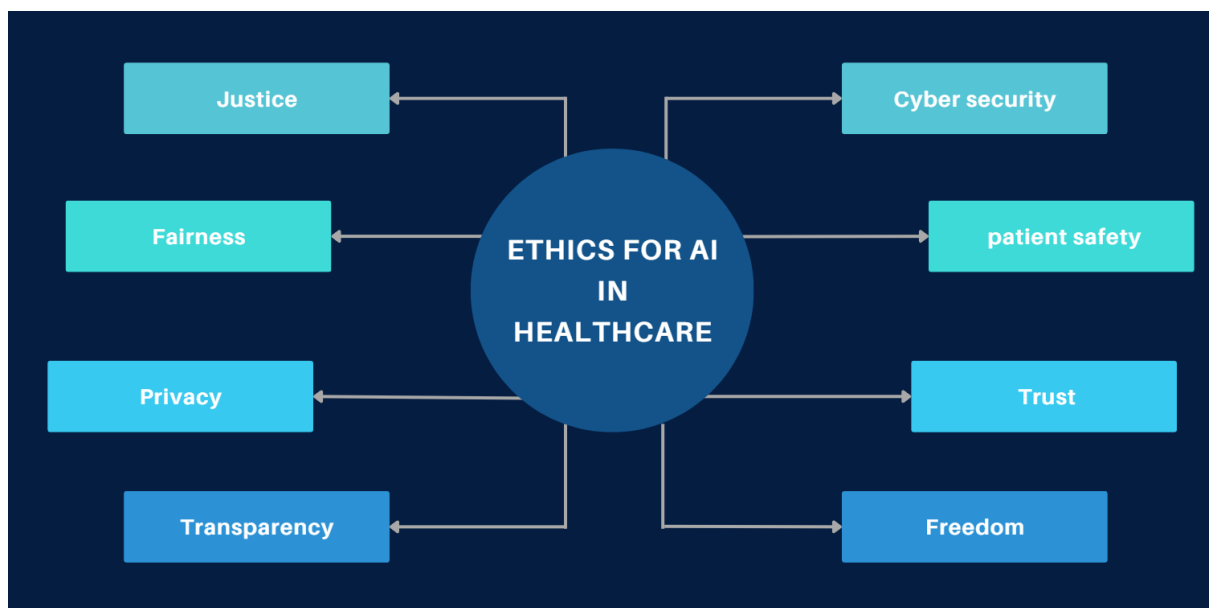 Justice
Cyber security
Fairness
patient safety
ETHICS FOR AI
IN
HEALTHCARE
Privacy
Trust
Transparency
Freedom